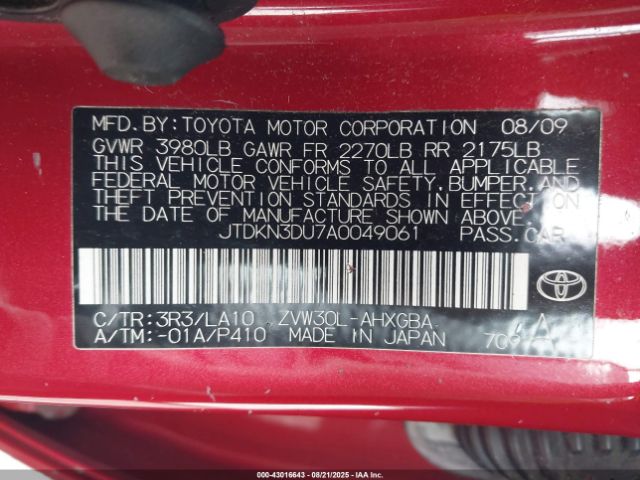 MFD.BY:TOYOTA MOTOR CORPORATION 08/09
GVWR 3980LB GAWR FR 2270LB RR 2175LB
THIS VEHICLE CONFORMS TO ALL APPLICABLE
FEDERAL MOTOR VEHICLE SAFETY,BUMPER,AND
THEFT PREVENTION STANDARDS IN EFFECT ON
THE DATE OF MANUFACTURE SHOWN ABOVE.
JTDKN3DU7A0049061 PASS.CAR
C/TR:3R3/LA10 ZVW30L-AHXGBA
A/TM:-01A/P410 MADE IN JAPAN
000-43016643 - 08/21/2025 - IAAI.COM